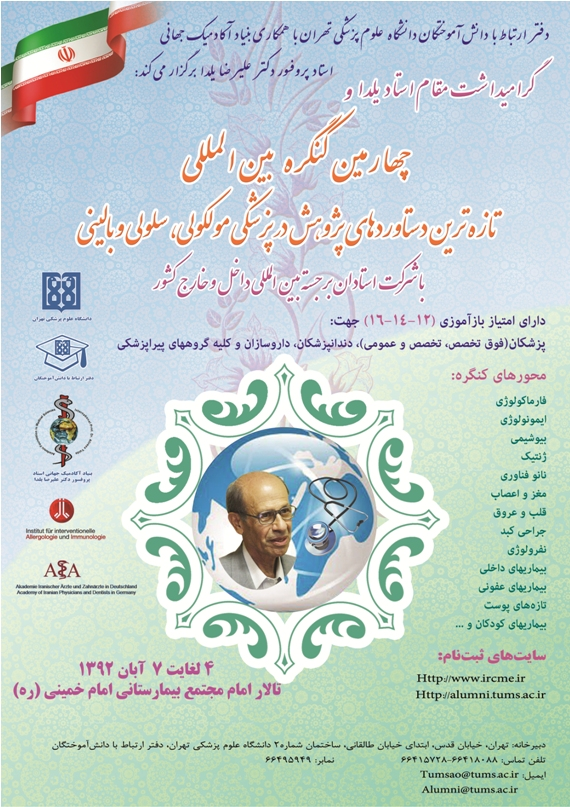 دفتر ارتباط با دانش‌آموختگان دانشگاه علوم پزشکی تهران با همکاری بنیاد آکادمیک جهانی
استاد پروفسور دکتر علیرضا یلدا برگزار می‌کند:
گرامیداشت مقام استاد یلدا و
چهارمین کنگره بین المللی
تازه ترین دستاوردهای پژوهش در پزشکی مولکولی، سلولی و بالینی
با شرکت استادان برجسته بین المللی داخل و خارج کشور
دارای امتیاز بازآموزی (۱۲-۱۴-۱۶) جهت:
پزشکان(فوق تخصص، تخصص و عمومی)، دندانپزشکان، داروسازان و کلیه گروههای پیراپزشکی
محورهای کنگره:
فارماکولوژی
ایمونولوژی
بیوشیمی
ژنتیک
نانو فناوری
مغز و اعصاب
قلب و عروق
جراحی کبد
نفرولوژی
بیماریهای داخلی
بیماریهای عفونی
تازه‌های پوست
بیماریهای کودکان و ...
دانشگاه علوم پزشکی تهران
دفتر ارتباط با دانش آموختگان
بنیاد آکادمیک جهانی استاد
پروفسور دکتر علیرضا یلدا
Institut für interventionelle
Allergologie und Immunologie
Akademie Iranischer Ärzte und Zahnärzte in Deutschland
Academy of Iranian Physicians and Dentists in Germany
سایت‌های ثبت‌نام:
Http://www.ircme.ir
Http://alumni.tums.ac.ir
۴ لغایت ۷ آبان ۱۳۹۲
تالار امام مجتمع بیمارستانی امام خمینی (ره)
دبیرخانه: تهران، خیابان قدس، ابتدای خیابان طالقانی، ساختمان شماره۲ دانشگاه علوم پزشکی تهران، دفتر ارتباط با دانش‌آموختگان
تلفن تماس: ۶۶۴۱۸۰۸۸-۶۶۴۱۵۷۲۸ نمابر: ۶۶۴۹۵۹۴۹
ایمیل: Tumsao@tums.ac.ir
Alumni@tums.ac.ir